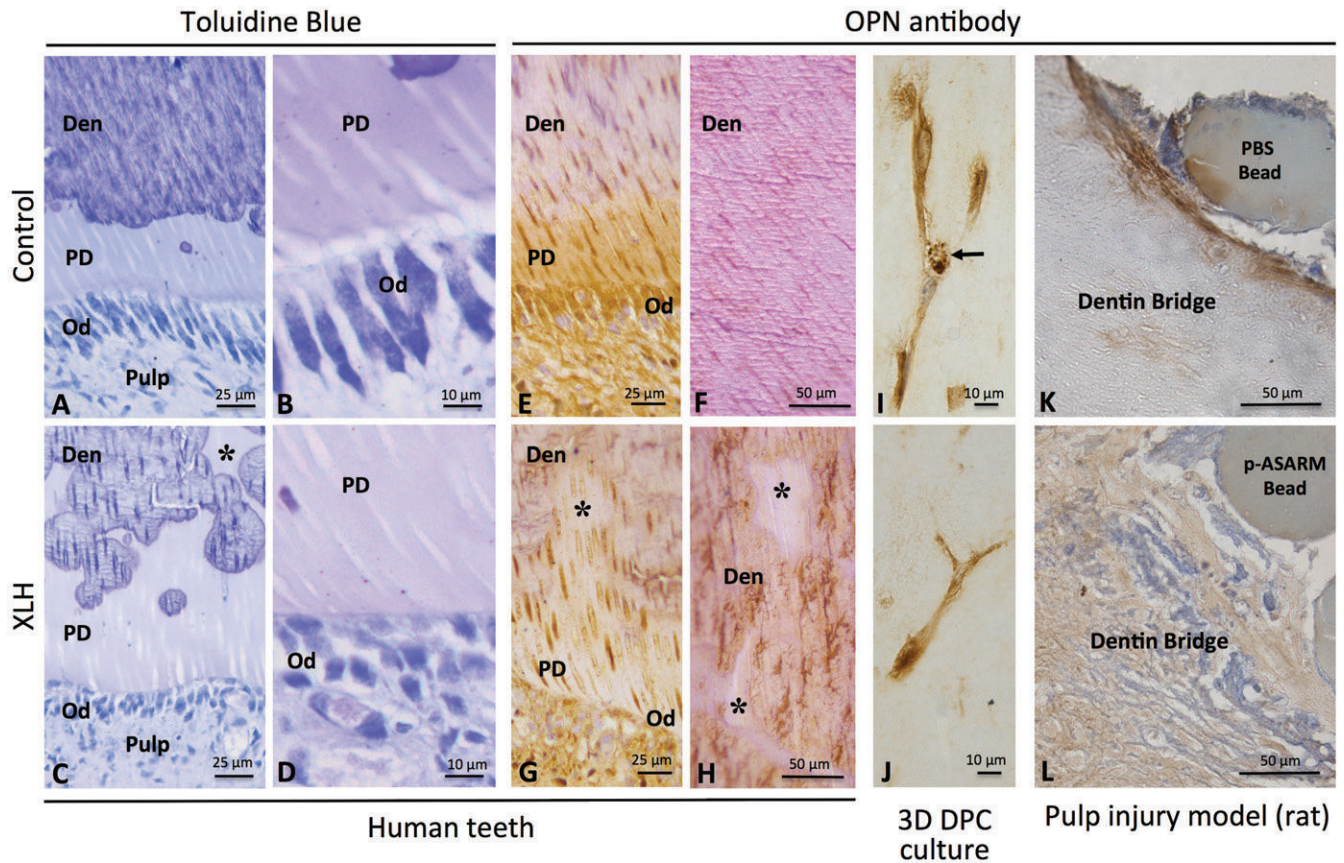 Toluidine Blue
OPN antibody
Control
Den
PD
Od
Pulp
25 µm
A
PD
Od
10 µm
B
Den
PD
Od
25 µm
E
Den
50 µm
F
I
10 µm
PBS
Bead
Dentin Bridge
50 µm
K
XLH
Den
*
PD
Od
Pulp
25 µm
C
PD
Od
10 µm
D
Den
*
PD
Od
25 µm
G
*
Den
*
50 µm
H
J
10 µm
p-ASARM
Bead
Dentin Bridge
50 µm
L
Human teeth
3D DPC
culture
Pulp injury model (rat)